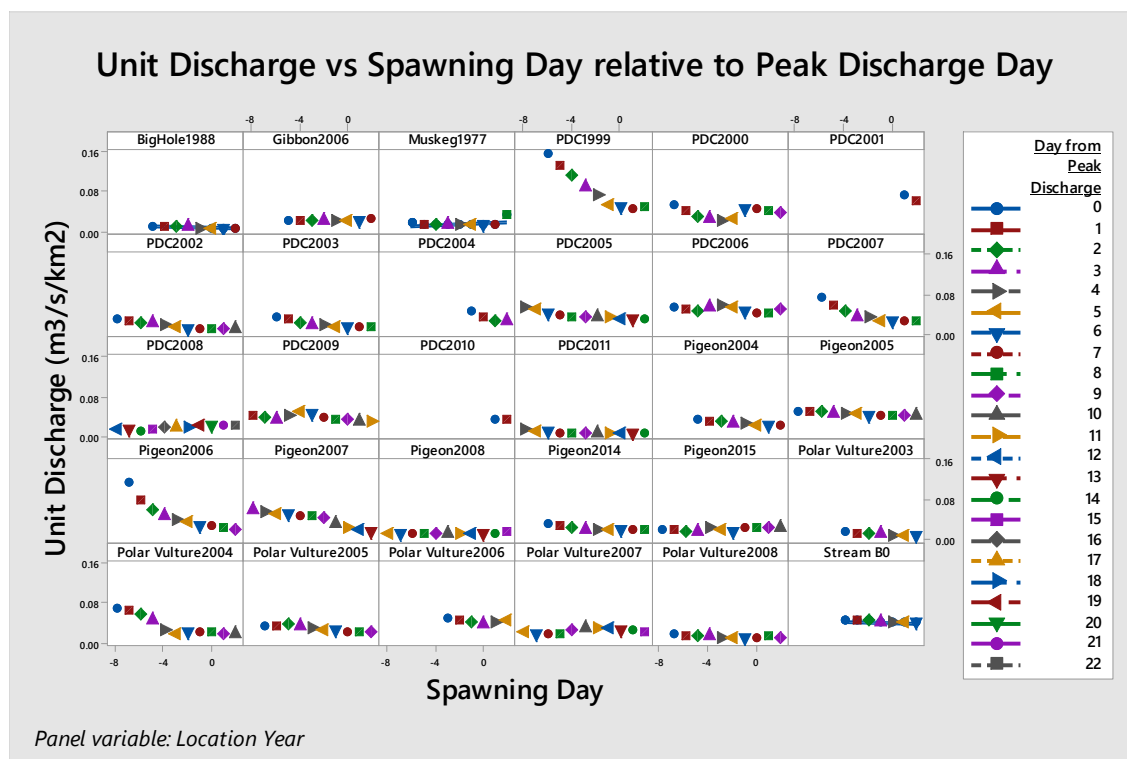 Unit Discharge vs Spawning Day relative to Peak Discharge Day
-8 -4 0 -8 -4 0 -8 -4 0
BigHole1988 Gibbon2006 Muskeg1977 PDC1999 PDC2000 PDC2001
0.16
0.08
0.00
PDC2002 PDC2003 PDC2004 PDC2005 PDC2006 PDC2007
0.16
0.08
0.00
PDC2008 PDC2009 PDC2010 PDC2011 Pigeon2004 Pigeon2005
0.16
0.08
0.00
Pigeon2006 Pigeon2007 Pigeon2008 Pigeon2014 Pigeon2015 Polar Vulture2003
0.16
0.08
0.00
Polar Vulture2004 Polar Vulture2005 Polar Vulture2006 Polar Vulture2007 Polar Vulture2008 Stream B0
0.16
0.08
0.00
-8 -4 0 -8 -4 0 -8 -4 0
Unit Discharge (m3/s/km2)
Spawning Day
Day from
Peak
Discharge
0
1
2
3
4
5
6
7
8
9
10
11
12
13
14
15
16
17
18
19
20
21
22
Panel variable: Location Year